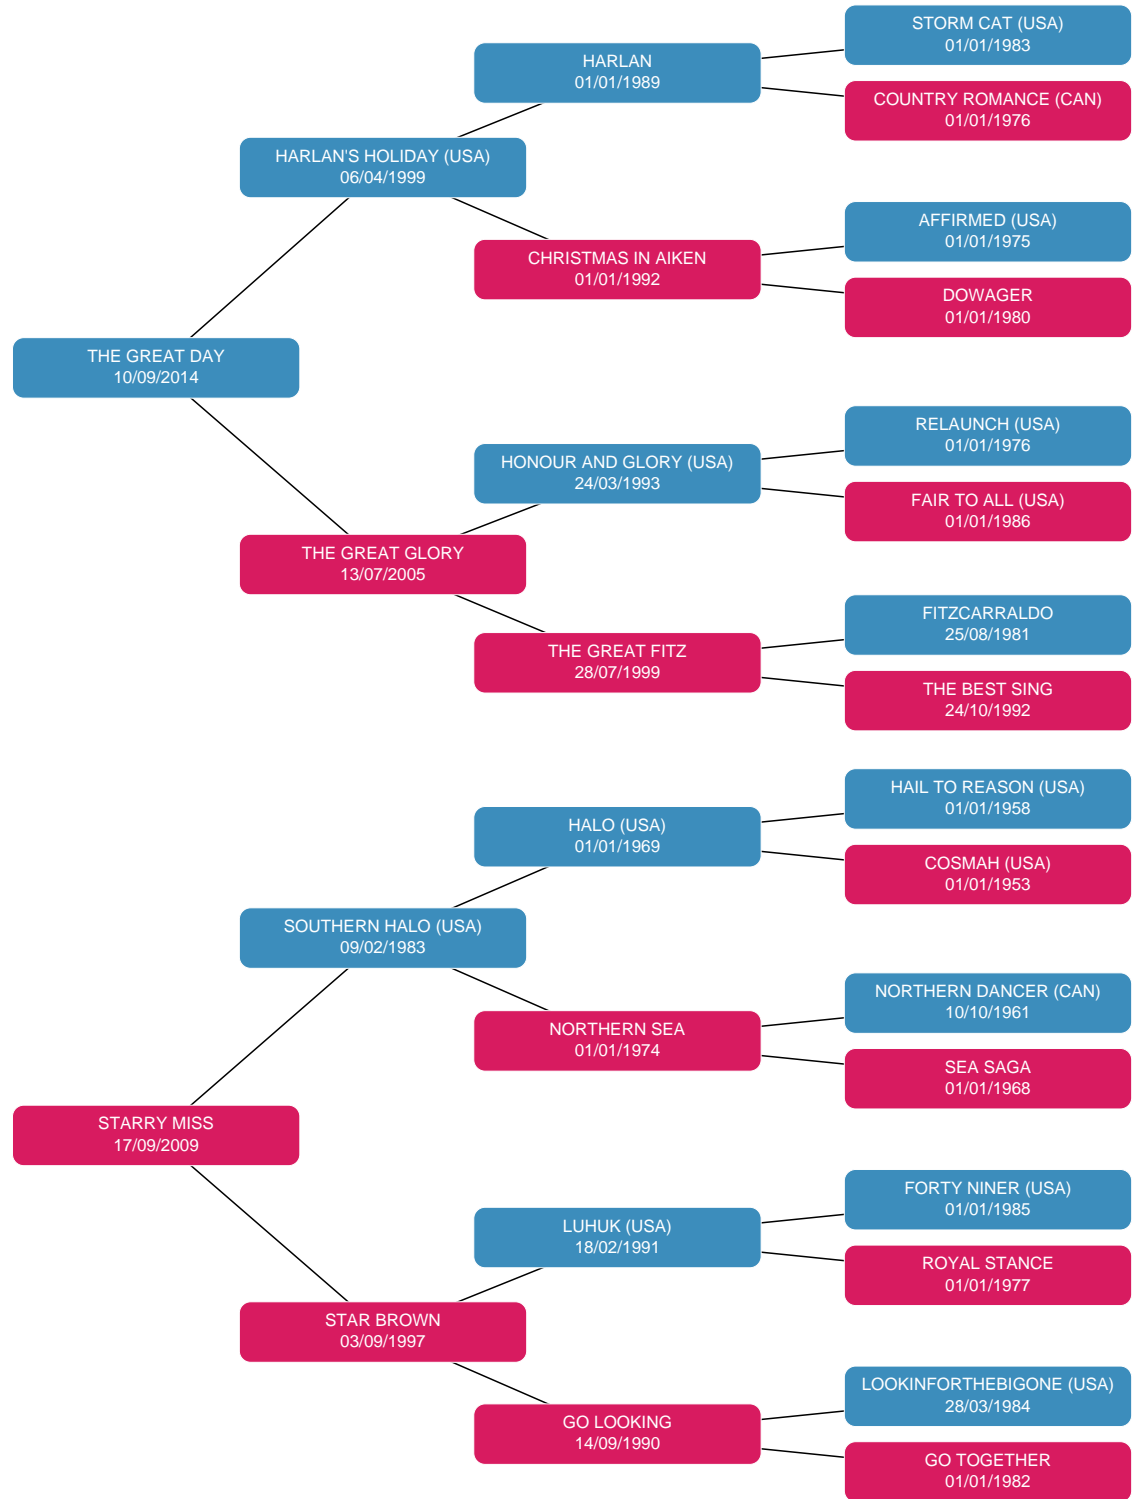 STORM CAT (USA)
01/01/1983
HARLAN
01/01/1989
COUNTRY ROMANCE (CAN)
01/01/1976
HARLAN'S HOLIDAY (USA)
06/04/1999
AFFIRMED (USA)
01/01/1975
CHRISTMAS IN AIKEN
01/01/1992
DOWAGER
01/01/1980
THE GREAT DAY
10/09/2014
RELAUNCH (USA)
01/01/1976
HONOUR AND GLORY (USA)
24/03/1993
FAIR TO ALL (USA)
01/01/1986
THE GREAT GLORY
13/07/2005
FITZCARRALDO
25/08/1981
THE GREAT FITZ
28/07/1999
THE BEST SING
24/10/1992
HAIL TO REASON (USA)
01/01/1958
HALO (USA)
01/01/1969
COSMAH (USA)
01/01/1953
SOUTHERN HALO (USA)
09/02/1983
NORTHERN DANCER (CAN)
10/10/1961
NORTHERN SEA
01/01/1974
SEA SAGA
01/01/1968
STARRY MISS
17/09/2009
FORTY NINER (USA)
01/01/1985
LUHUK (USA)
18/02/1991
ROYAL STANCE
01/01/1977
STAR BROWN
03/09/1997
LOOKINFORTHEBIGONE (USA)
28/03/1984
GO LOOKING
14/09/1990
GO TOGETHER
01/01/1982